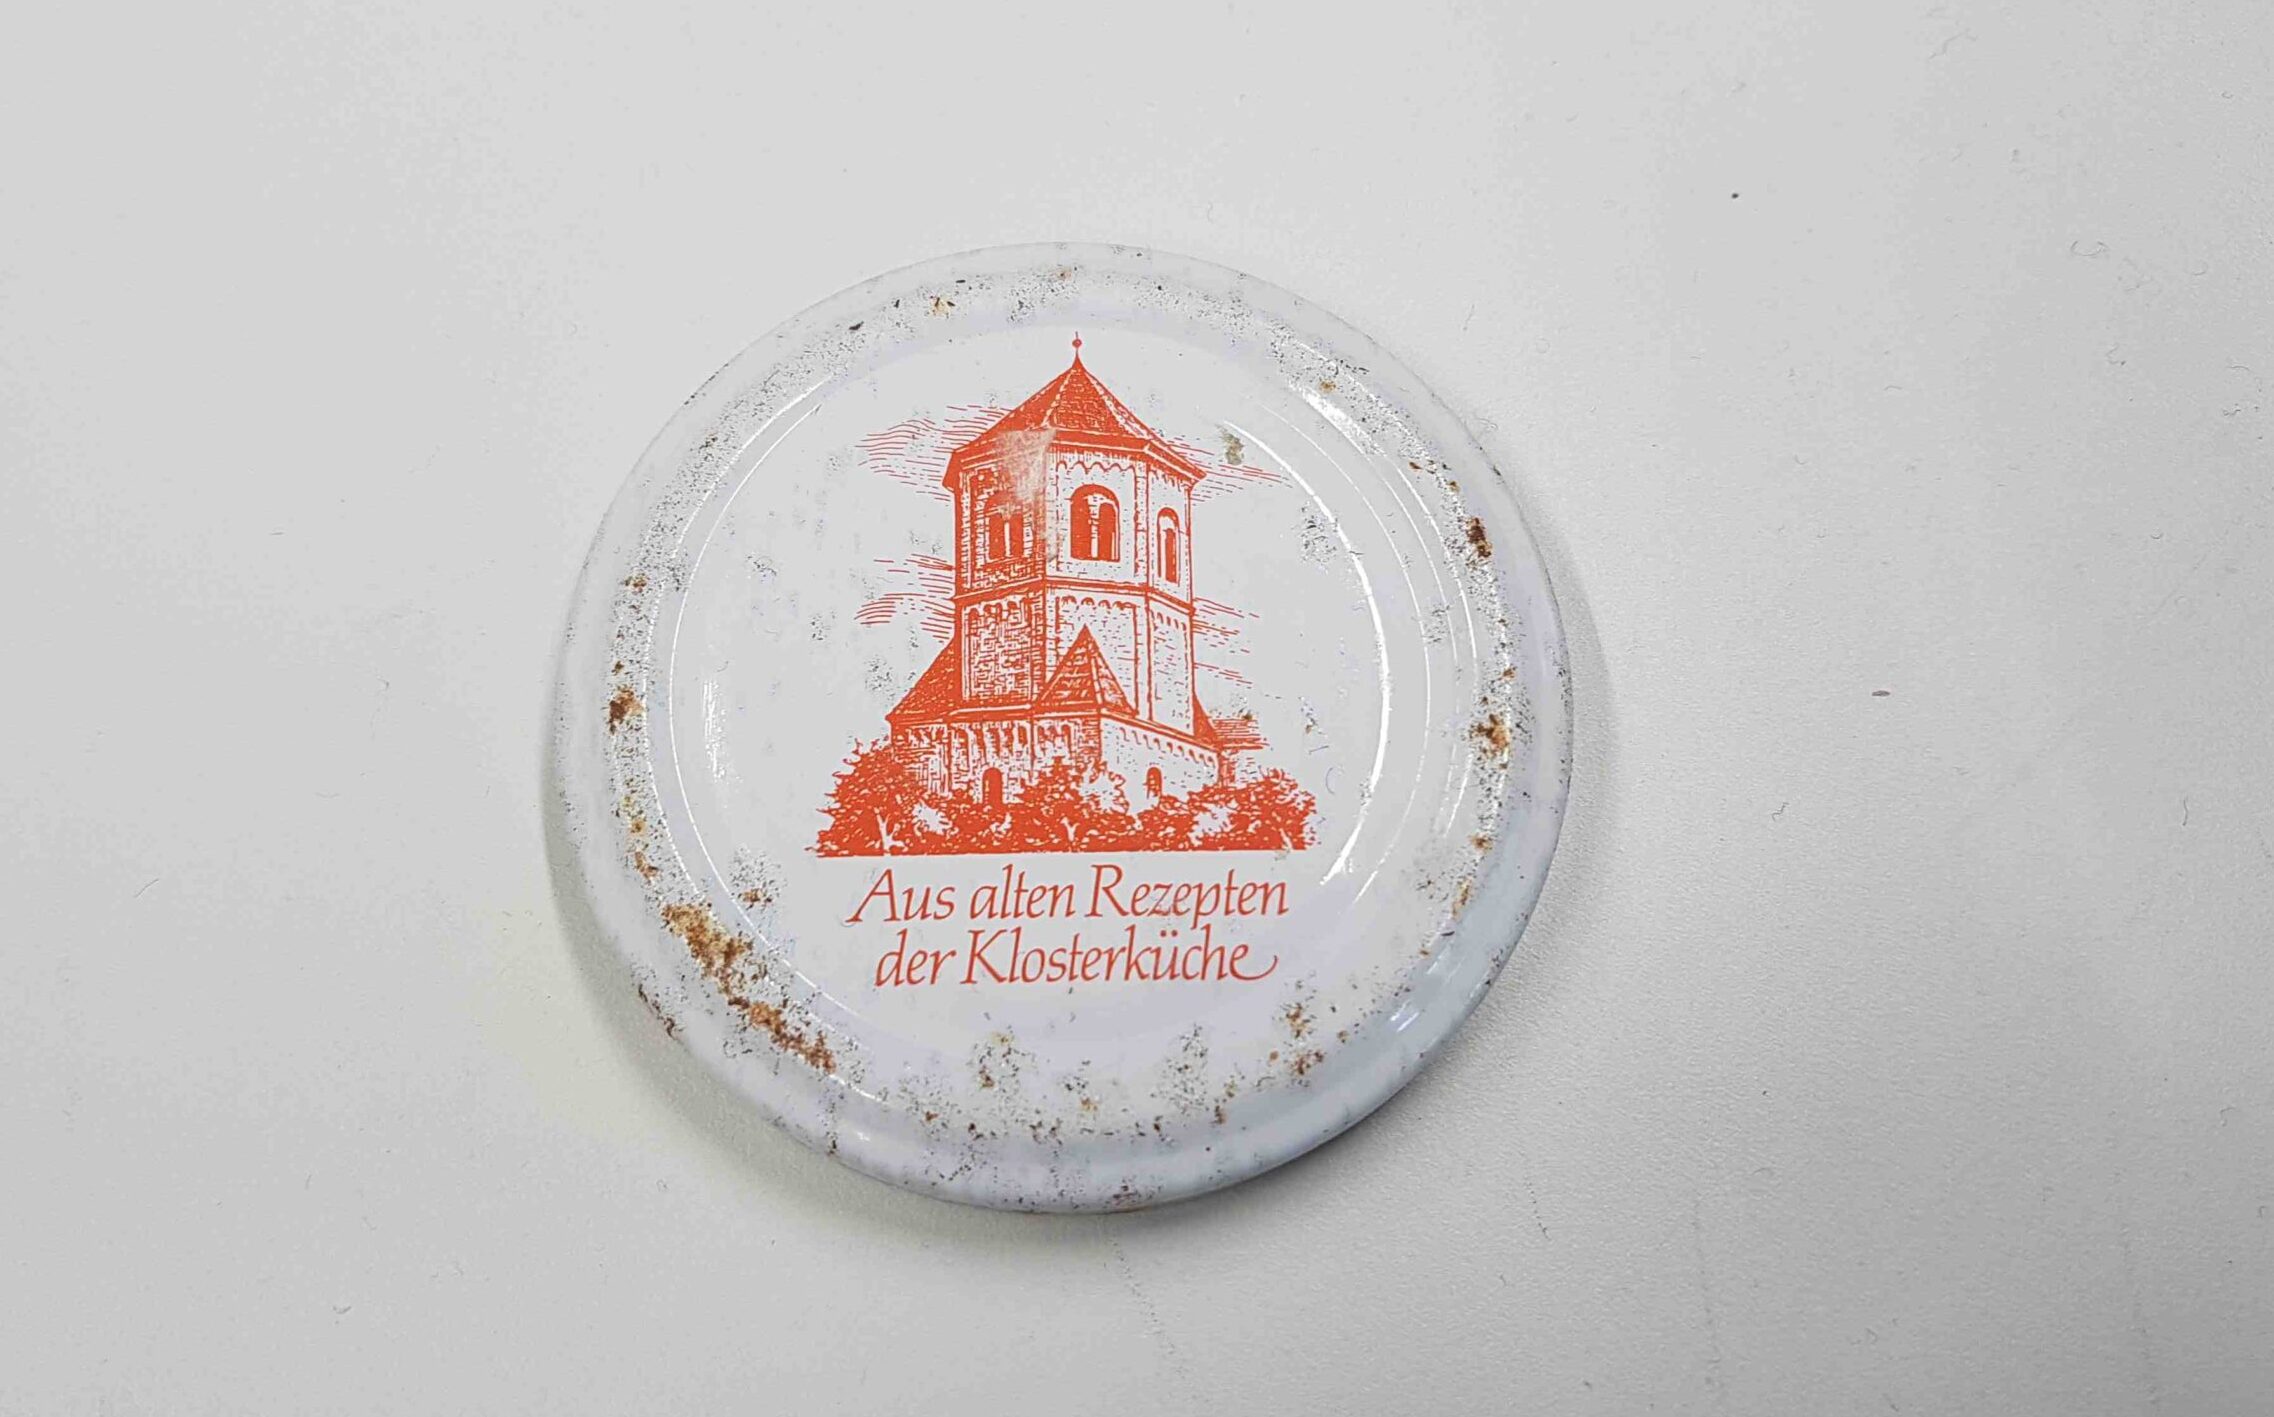 Aus alten Rezepten
der Klosterküche